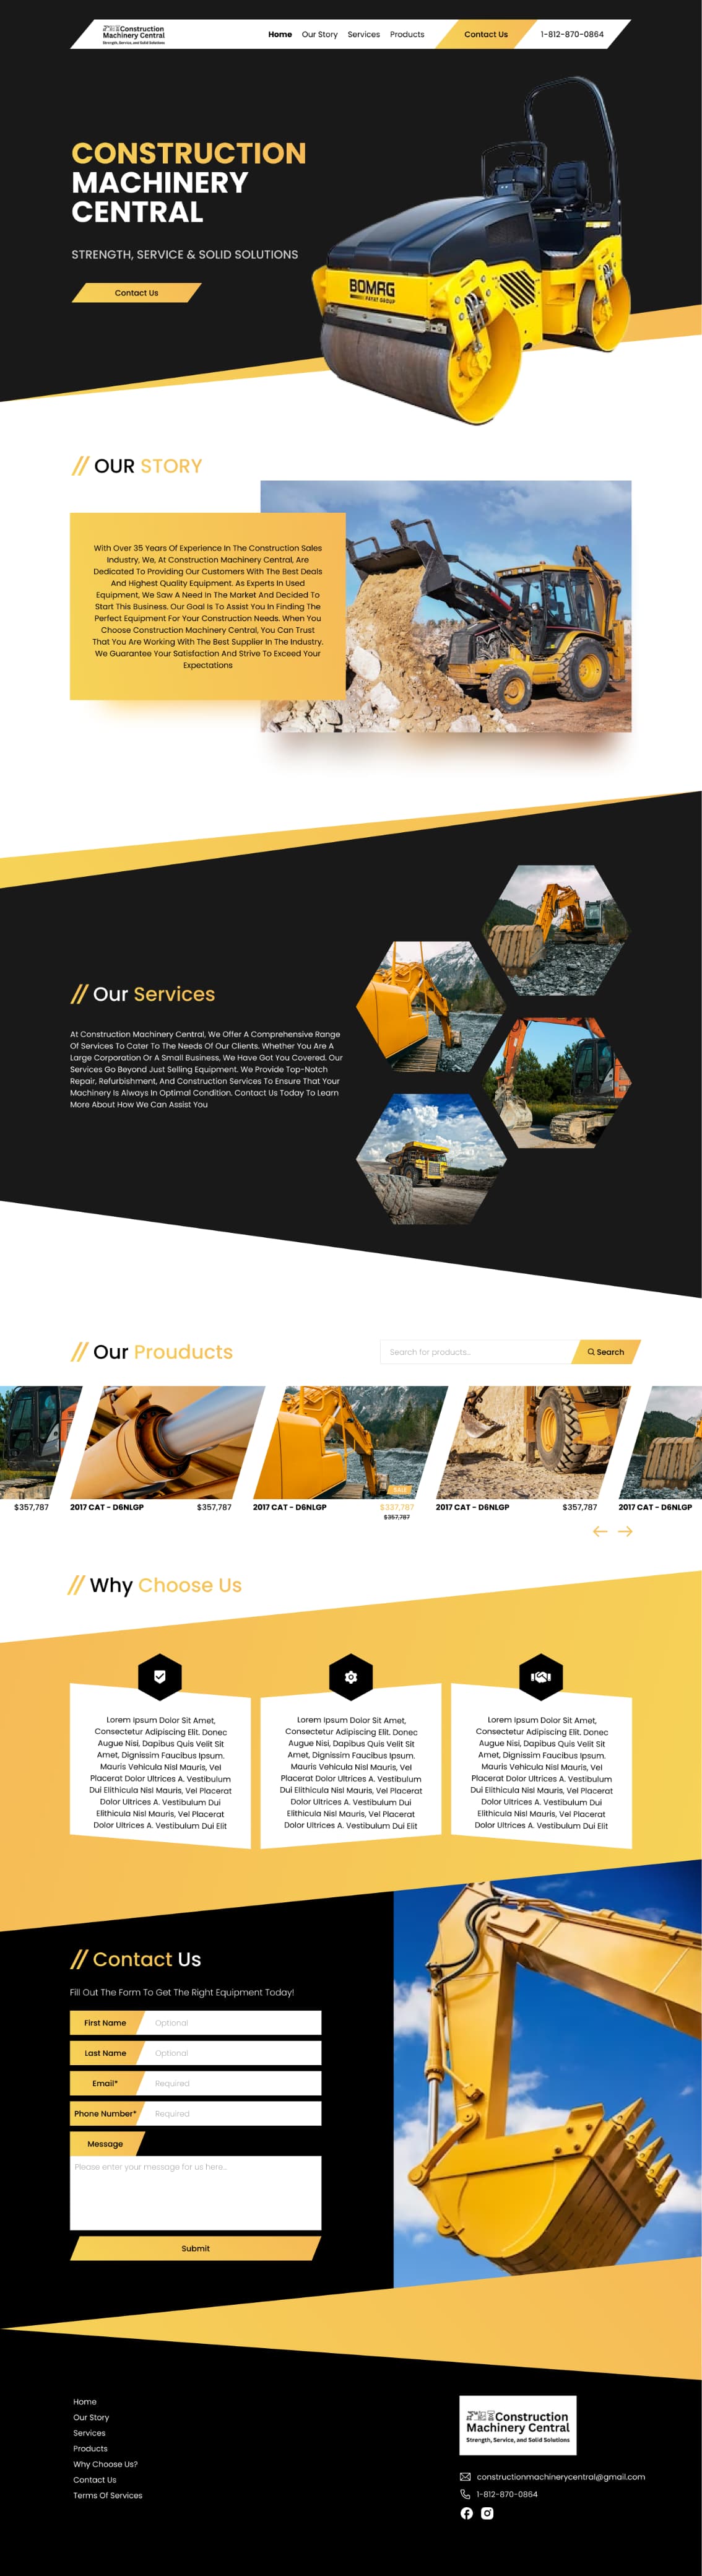 Construction
Machinery Central
Strength, Service, and Solid Solutions
Home Our Story Services Products Contact Us 1-812-870-0864
CONSTRUCTION
MACHINERY
CENTRAL
STRENGTH, SERVICE & SOLID SOLUTIONS
Contact Us
BOMAG
FAYAT GROUP
// OUR STORY
With Over 35 Years Of Experience In The Construction Sales
Industry, We, At Construction Machinery Central, Are
Dedicated To Providing Our Customers With The Best Deals
And Highest Quality Equipment. As Experts In Used
Equipment, We Saw A Need In The Market And Decided To
Start This Business. Our Goal Is To Assist You In Finding The
Perfect Equipment For Your Construction Needs. When You
Choose Construction Machinery Central, You Can Trust
That You Are Working With The Best Supplier In The Industry.
We Guarantee Your Satisfaction And Strive To Exceed Your
Expectations
// Our Services
At Construction Machinery Central, We Offer A Comprehensive Range
Of Services To Cater To The Needs Of Our Clients. Whether You Are A
Large Corporation Or A Small Business, We Have Got You Covered. Our
Services Go Beyond Just Selling Equipment. We Provide Top-Notch
Repair, Refurbishment, And Construction Services To Ensure That Your
Machinery Is Always In Optimal Condition. Contact Us Today To Learn
More About How We Can Assist You
// Our Prouducts
Search for products...
Search
SALE
$357,787
2017 CAT - D6NLGP $357,787
2017 CAT - D6NLGP $337,787
$357,787
2017 CAT - D6NLGP $357,787
2017 CAT - D6NLGP
// Why Choose Us
Lorem Ipsum Dolor Sit Amet,
Consectetur Adipiscing Elit. Donec
Augue Nisi, Dapibus Quis Velit Sit
Amet, Dignissim Faucibus Ipsum.
Mauris Vehicula Nisl Mauris, Vel
Placerat Dolor Ultrices A. Vestibulum
Dui Elithicula Nisl Mauris, Vel Placerat
Dolor Ultrices A. Vestibulum Dui
Elithicula Nisl Mauris, Vel Placerat
Dolor Ultrices A. Vestibulum Dui Elit
Lorem Ipsum Dolor Sit Amet,
Consectetur Adipiscing Elit. Donec
Augue Nisi, Dapibus Quis Velit Sit
Amet, Dignissim Faucibus Ipsum.
Mauris Vehicula Nisl Mauris, Vel
Placerat Dolor Ultrices A. Vestibulum
Dui Elithicula Nisl Mauris, Vel Placerat
Dolor Ultrices A. Vestibulum Dui
Elithicula Nisl Mauris, Vel Placerat
Dolor Ultrices A. Vestibulum Dui Elit
Lorem Ipsum Dolor Sit Amet,
Consectetur Adipiscing Elit. Donec
Augue Nisi, Dapibus Quis Velit Sit
Amet, Dignissim Faucibus Ipsum.
Mauris Vehicula Nisl Mauris, Vel
Placerat Dolor Ultrices A. Vestibulum
Dui Elithicula Nisl Mauris, Vel Placerat
Dolor Ultrices A. Vestibulum Dui
Elithicula Nisl Mauris, Vel Placerat
Dolor Ultrices A. Vestibulum Dui Elit
// Contact Us
Fill Out The Form To Get The Right Equipment Today!
First Name Optional
Last Name Optional
Email* Required
Phone Number* Required
Message
Please enter your message for us here...
Submit
Home
Our Story
Services
Products
Why Choose Us?
Contact Us
Terms Of Services
Construction
Machinery Central
Strength, Service, and Solid Solutions
constructionmachinerycentral@gmail.com
1-812-870-0864